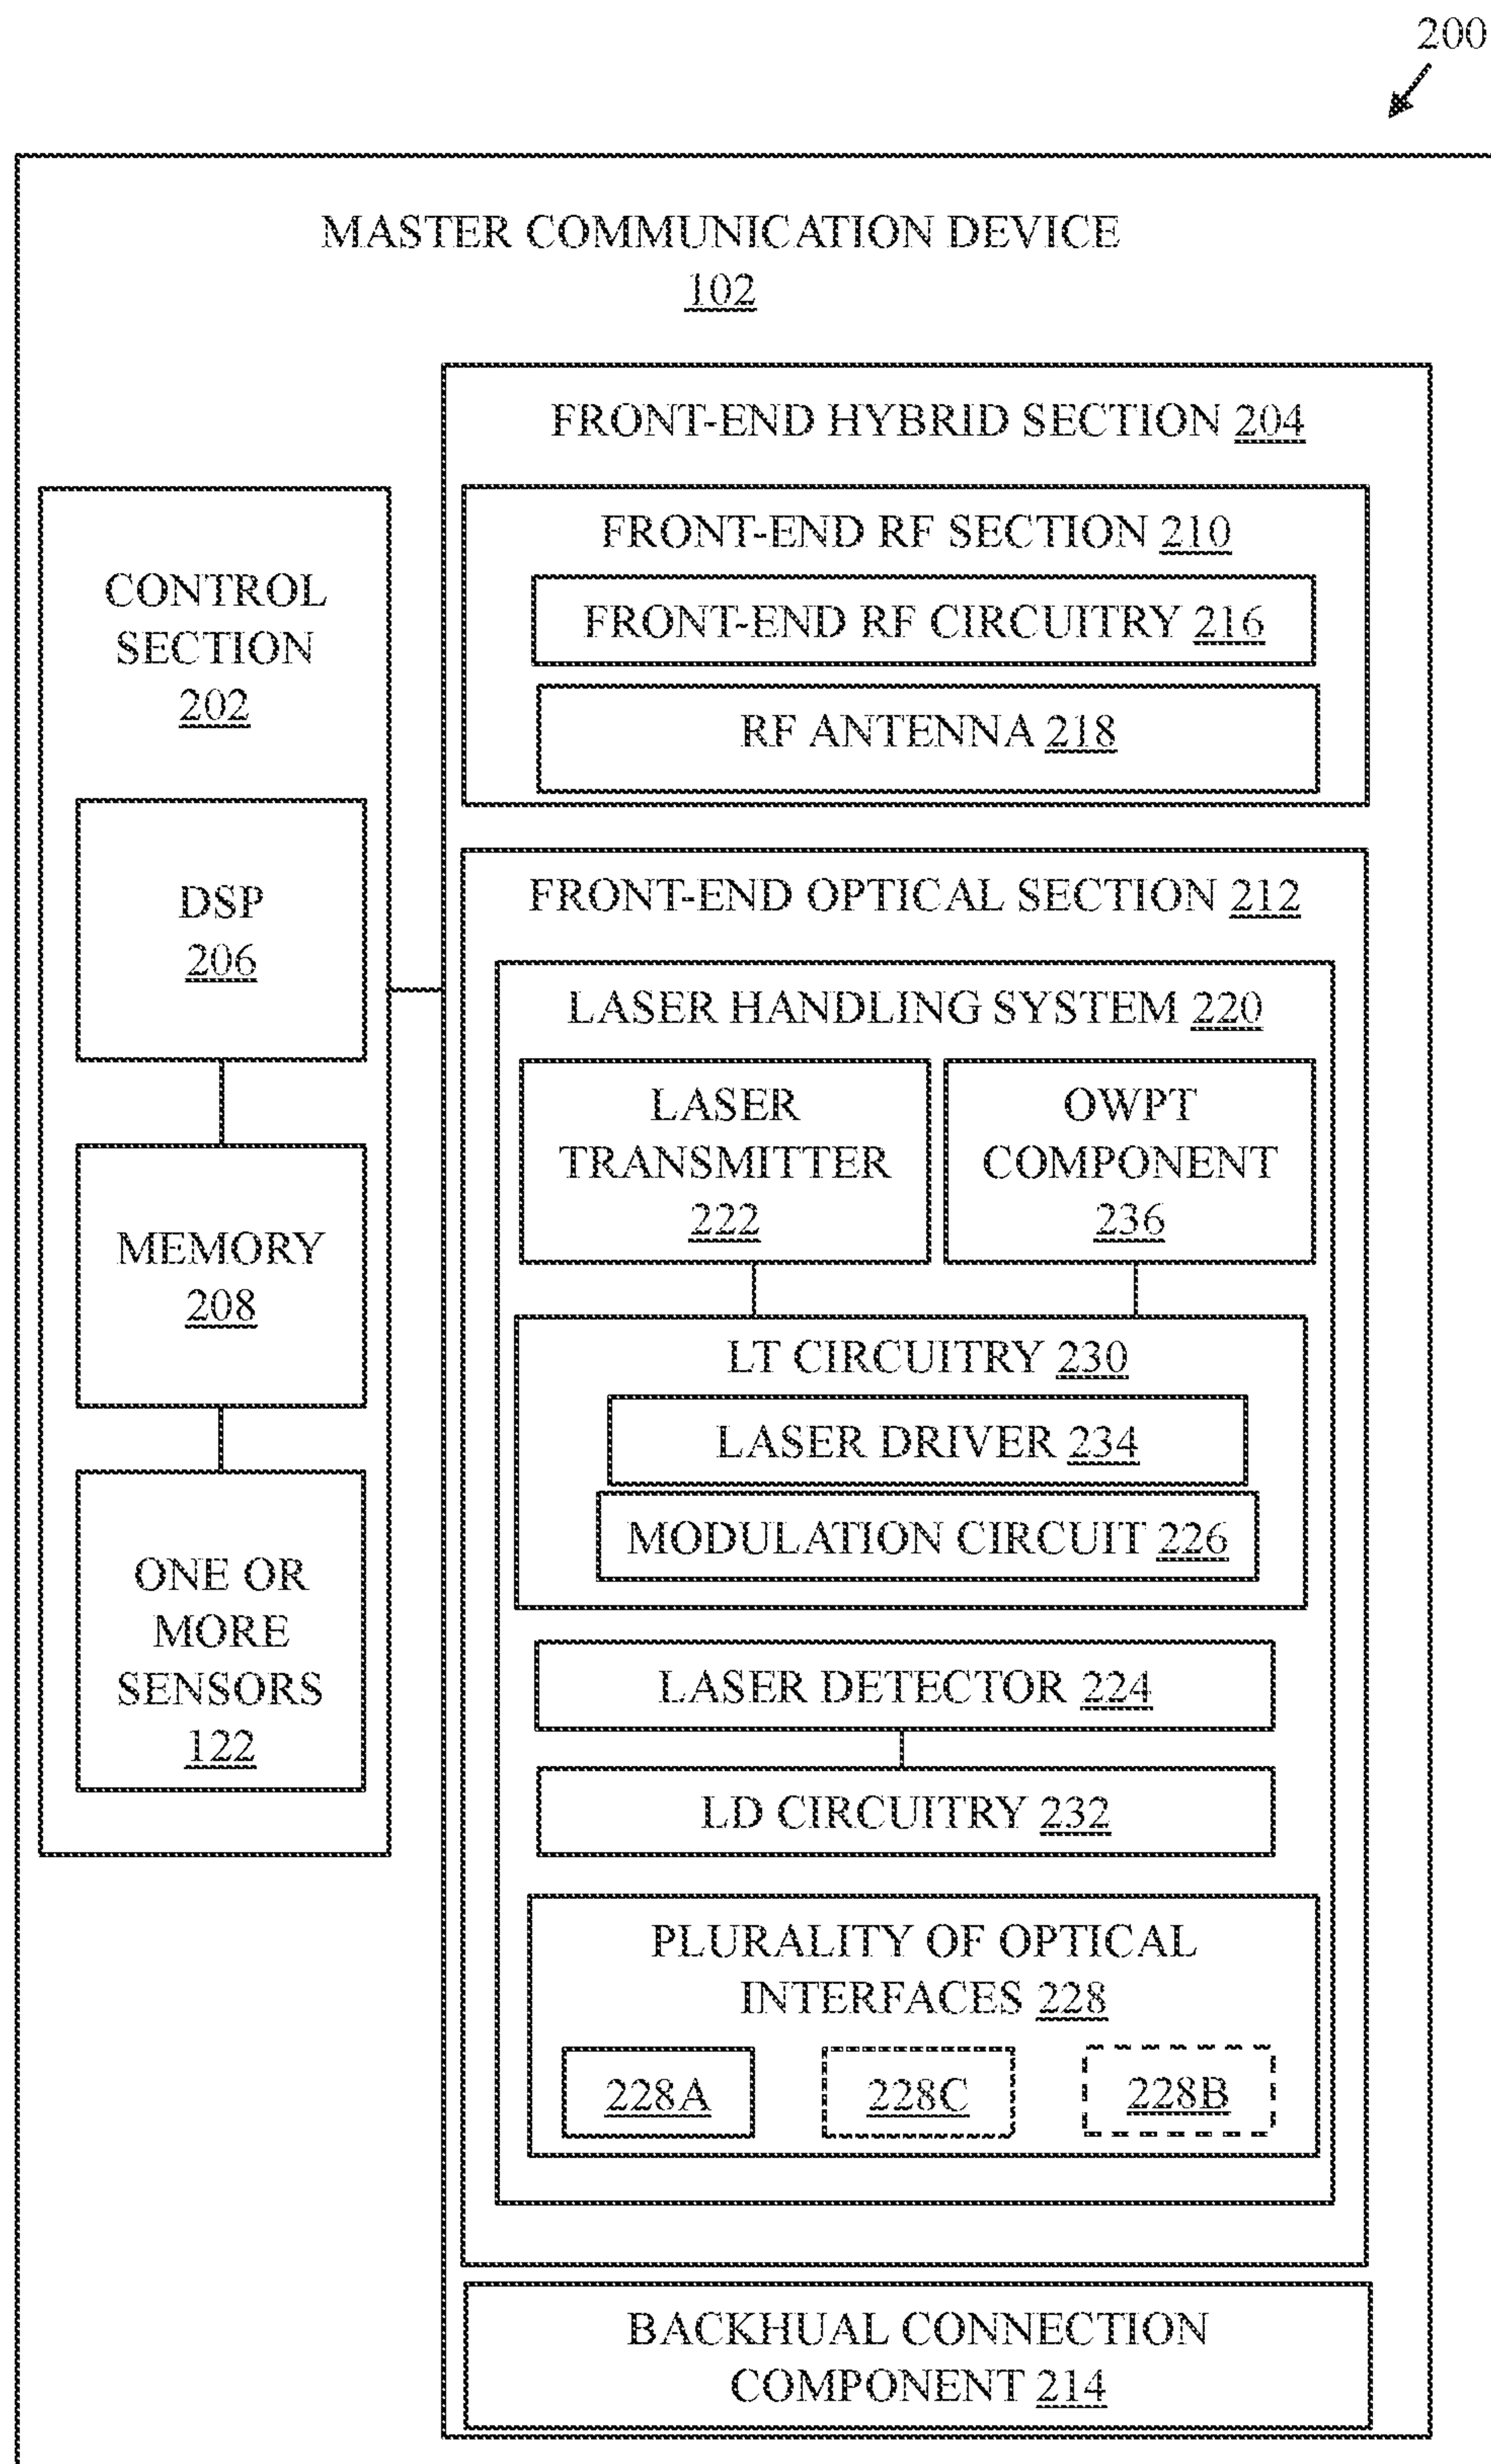 200
MASTER COMMUNICATION DEVICE
102
CONTROL
SECTION
202
DSP
206
MEMORY
208
ONE OR
MORE
SENSORS
122
FRONT-END HYBRID SECTION 204
FRONT-END RF SECTION 210
FRONT-END RF CIRCUITRY 216
RF ANTENNA 218
FRONT-END OPTICAL SECTION 212
LASER HANDLING SYSTEM 220
LASER
TRANSMITTER
222
OWPT
COMPONENT
236
LT CIRCUITRY 230
LASER DRIVER 234
MODULATION CIRCUIT 226
LASER DETECTOR 224
LD CIRCUITRY 232
PLURALITY OF OPTICAL
INTERFACES 228
228A
228C
228B
BACKHUAL CONNECTION
COMPONENT 214